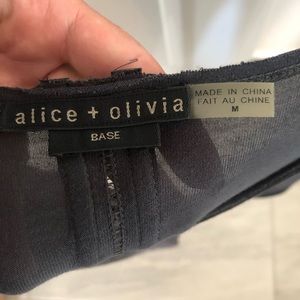 alice + olivia
BASE
MADE IN CHINA
FAIT AU CHINE
M